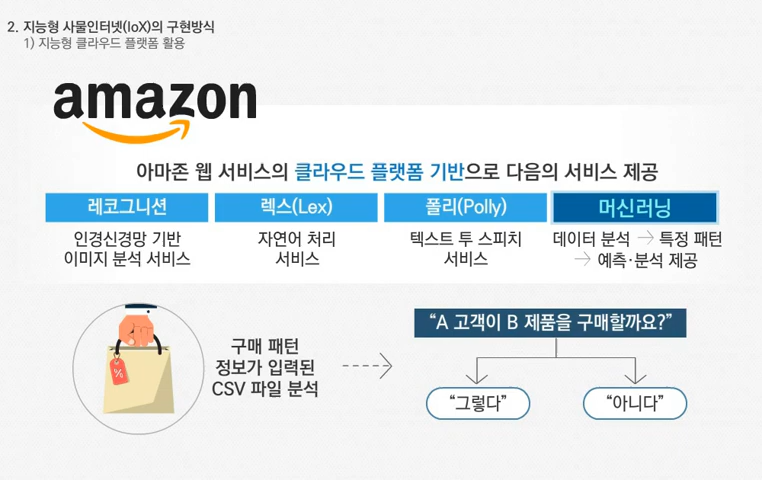 2. 지능형 사물인터넷(IoX)의 구현방식
1) 지능형 클라우드 플랫폼 활용
amazon
아마존 웹 서비스의 클라우드 플랫폼 기반으로 다음의 서비스 제공
레코그니션
인경신경망 기반
이미지 분석 서비스
렉스(Lex)
자연어 처리
서비스
폴리(Polly)
텍스트 투 스피치
서비스
머신러닝
데이터 분석 → 특정 패턴
→ 예측·분석 제공
%
구매 패턴
정보가 입력된
CSV 파일 분석
“A 고객이 B 제품을 구매할까요?”
“그렇다”
“아니다”